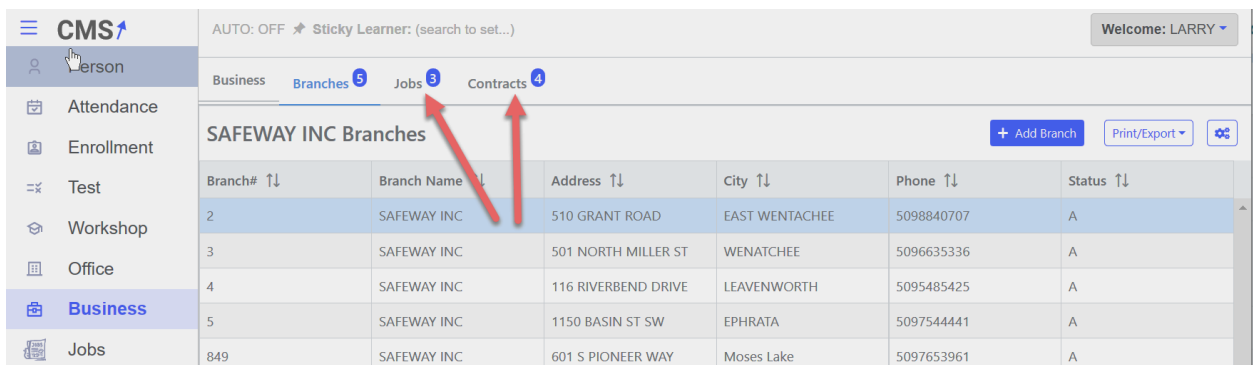 CMS
AUTO: OFF Sticky Learner: (search to set...)
Welcome: LARRY
Person
Attendance
Enrollment
Test
Workshop
Office
Business
Jobs
Business
Branches 5
Jobs 3
Contracts 4
SAFEWAY INC Branches
+ Add Branch
Print/Export
Branch# Branch Name Address City Phone Status
2 SAFEWAY INC 510 GRANT ROAD EAST WENTACHEE 5098840707 A
3 SAFEWAY INC 501 NORTH MILLER ST WENATCHEE 5096635336 A
4 SAFEWAY INC 116 RIVERBEND DRIVE LEAVENWORTH 5095485425 A
5 SAFEWAY INC 1150 BASIN ST SW EPHRATA 5097544441 A
849 SAFEWAY INC 601 S PIONEER WAY Moses Lake 5097653961 A